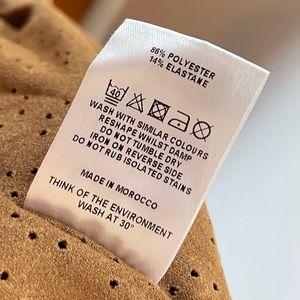 86% POLYESTER
14% ELASTANE
40
WASH WITH SIMILAR COLOURS
RESHAPE WHILST DAMP
DO NOT TUMBLE DRY
IRON ON REVERSE SIDE
DO NOT RUB ISOLATED STAINS
MADE IN MOROCCO
THINK OF THE ENVIRONMENT
WASH AT 30°